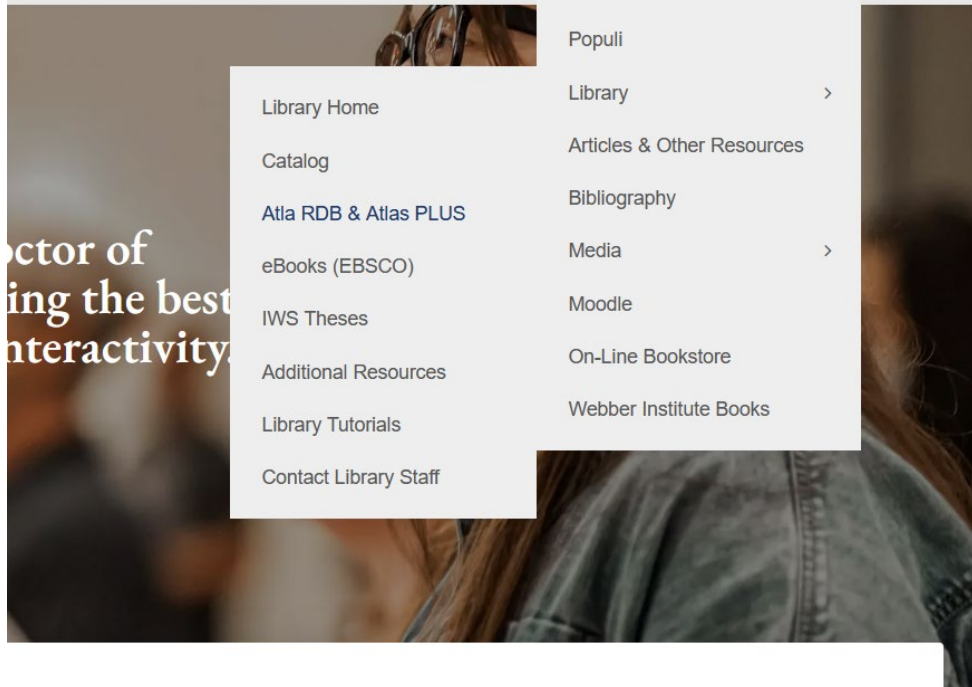 Populi
Library
Articles & Other Resources
Bibliography
Media
Moodle
On-Line Bookstore
Webber Institute Books
Library Home
Catalog
Atla RDB & Atlas PLUS
eBooks (EBSCO)
IWS Theses
Additional Resources
Library Tutorials
Contact Library Staff
ctor of
ing the best
nteractivity.